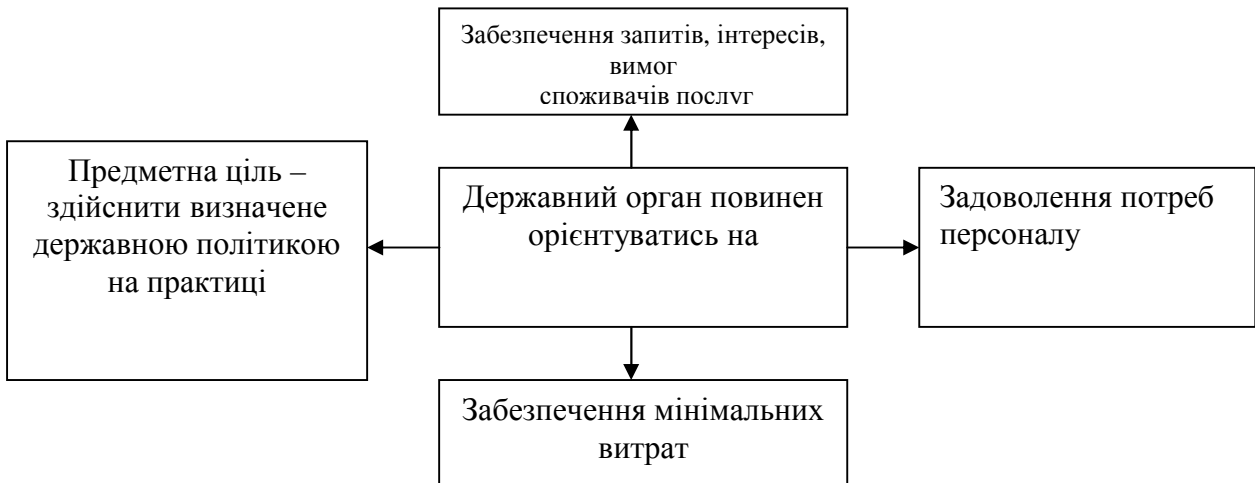 Забезпечення запитів, інтересів,
вимог
споживачів послуг
Предметна ціль –
здійснити визначене
державною політикою
на практиці
Державний орган повинен
орієнтуватись на
Задоволення потреб
персоналу
Забезпечення мінімальних
витрат